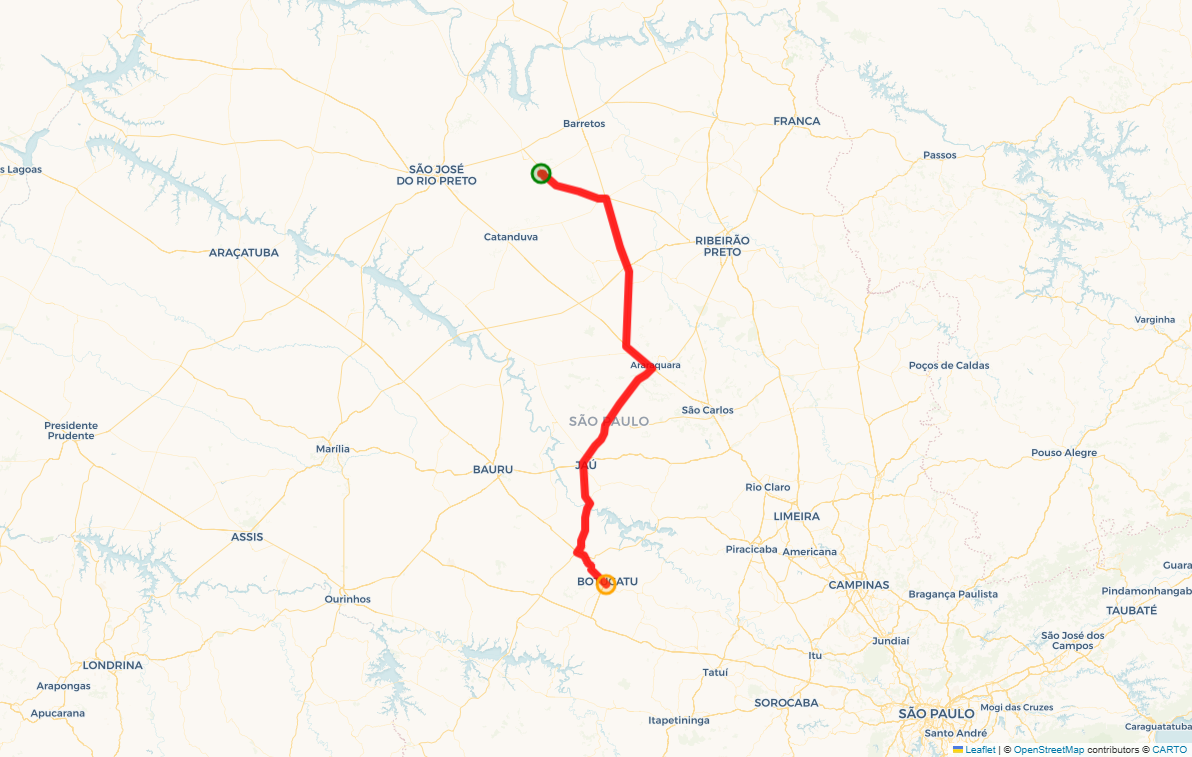 Barretos
FRANCA
Passos
s Lagoas
SÃO JOSÉ
DO RIO PRETO
Catanduva
RIBEIRÃO
PRETO
ARAÇATUBA
Varginha
Araraquara
Poços de Caldas
São Carlos
SÃO PAULO
Presidente
Prudente
Marília
Pouso Alegre
BAURU
JAÚ
Rio Claro
LIMEIRA
ASSIS
Piracicaba
Americana
Guara
BOTUCATU
CAMPINAS
Bragança Paulista
Pindamonhangab
TAUBATÉ
Ourinhos
São José dos
Campos
Jundiaí
Itu
LONDRINA
Tatuí
Arapongas
SOROCABA
Mogi das Cruzes
Apucarana
SÃO PAULO
Itapetininga
Santo André
Caraguatatuba
Leaflet | © OpenStreetMap contributors © CARTO